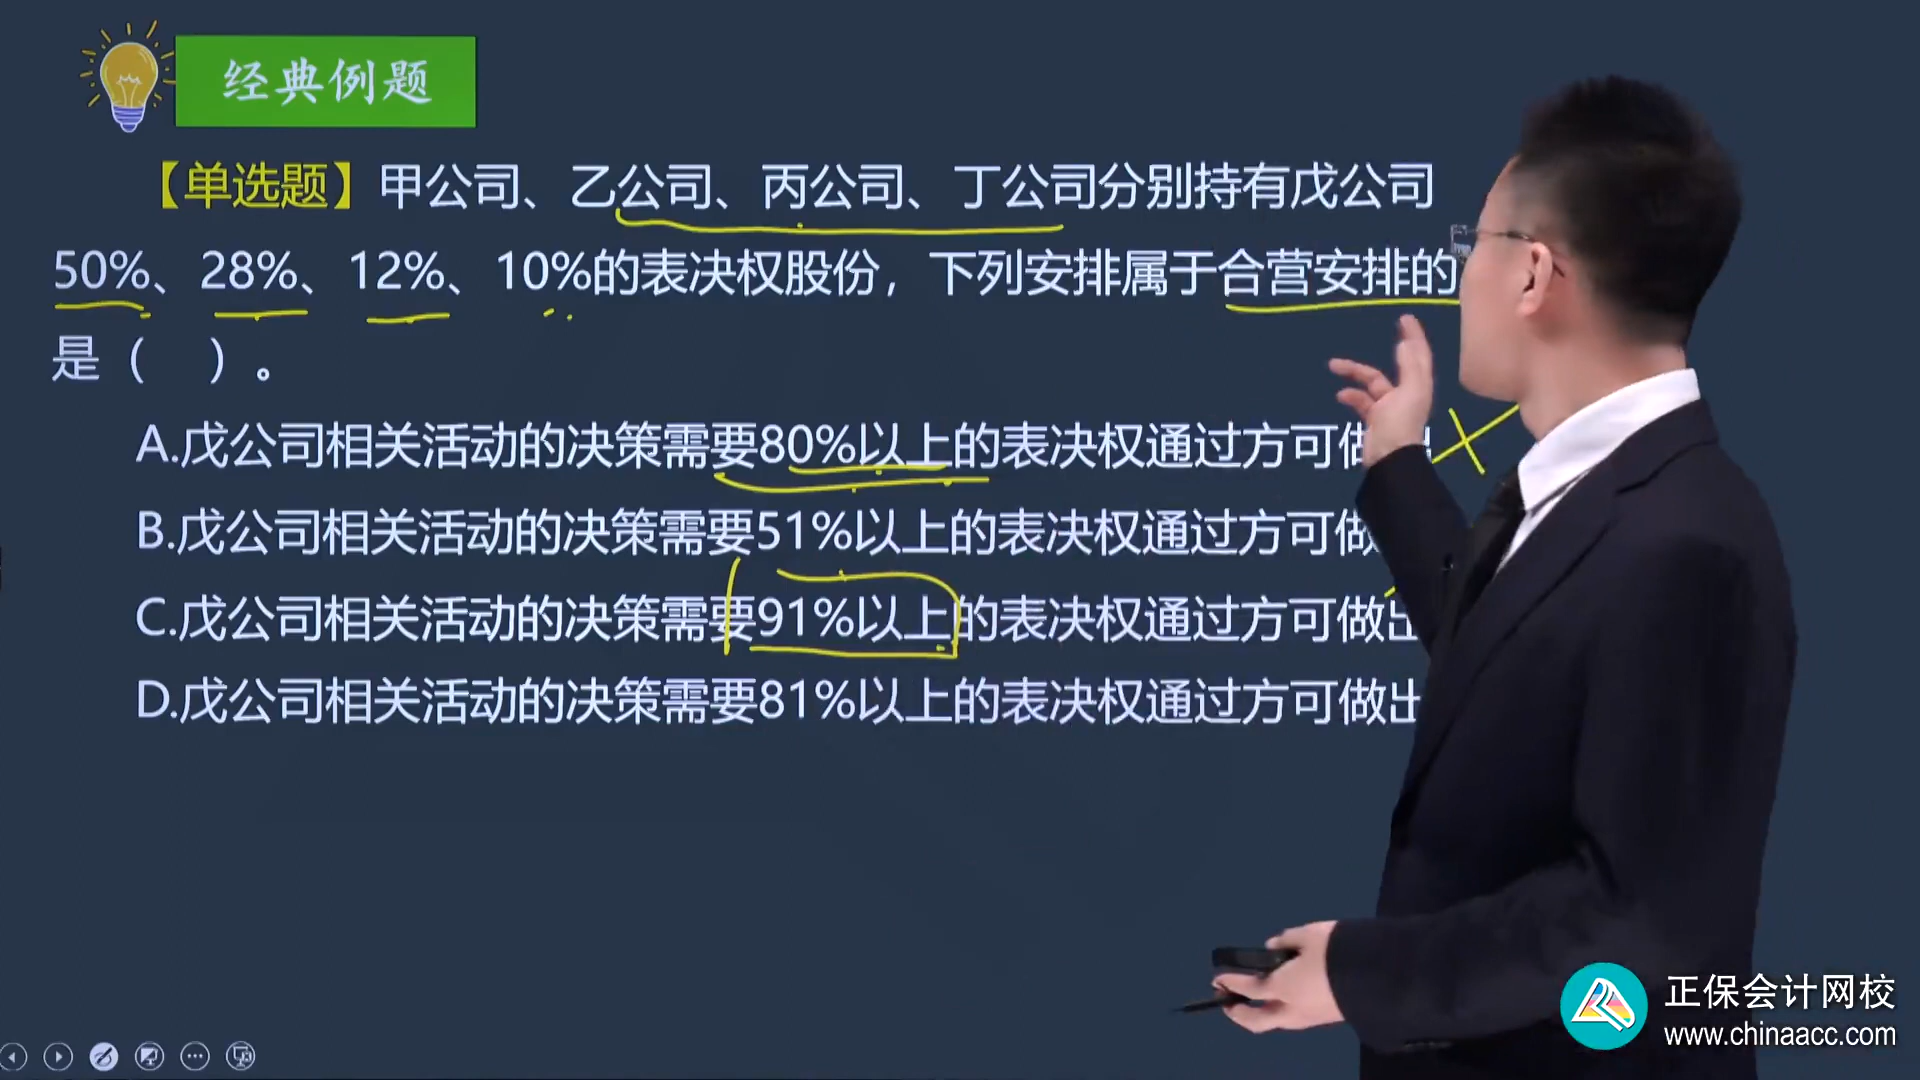 经典例题
【单选题】甲公司、乙公司、丙公司、丁公司分别持有戊公司
50%、28%、12%、10%的表决权股份，下列安排属于合营安排的
是（ ）。
A.戊公司相关活动的决策需要80%以上的表决权通过方可做出
B.戊公司相关活动的决策需要51%以上的表决权通过方可做
C.戊公司相关活动的决策需要91%以上的表决权通过方可做出
D.戊公司相关活动的决策需要81%以上的表决权通过方可做出
正保会计网校
www.chinaacc.com